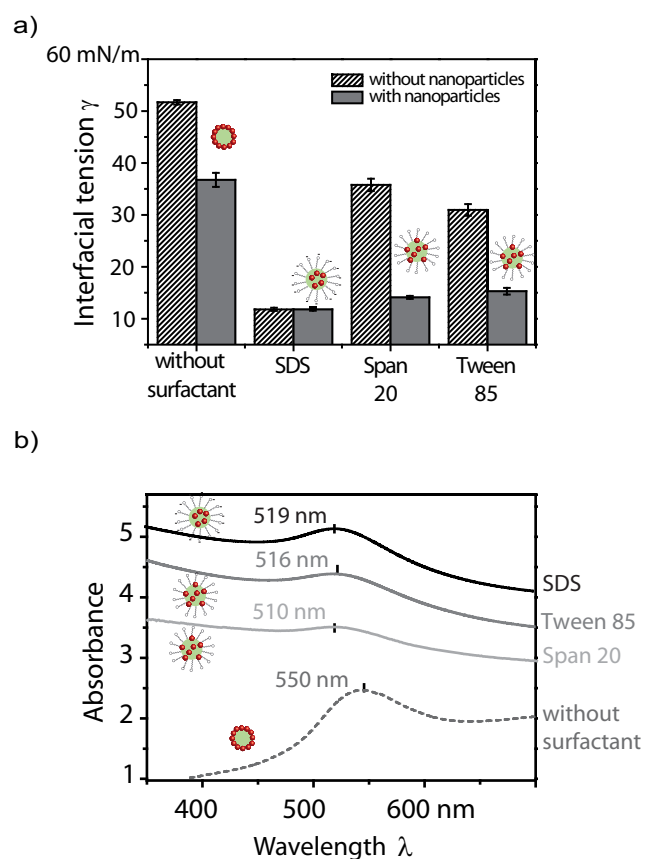 a)
60 mN/m
50
40
30
20
10
Interfacial tension γ
without nanoparticles
with nanoparticles
without
surfactant
SDS
Span
20
Tween
85
b)
5
4
3
2
1
Absorbance
519 nm
516 nm
510 nm
550 nm
SDS
Tween 85
Span 20
without
surfactant
400
500
600 nm
Wavelength λ